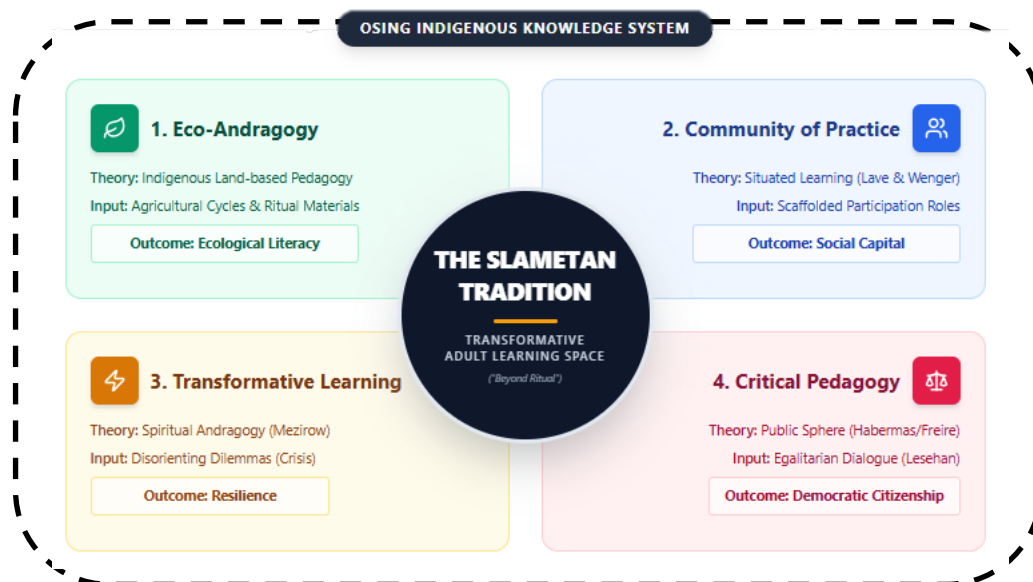 OSING INDIGENOUS KNOWLEDGE SYSTEM
1. Eco-Andragogy
Theory: Indigenous Land-based Pedagogy
Input: Agricultural Cycles & Ritual Materials
Outcome: Ecological Literacy
2. Community of Practice
Theory: Situated Learning (Lave & Wenger)
Input: Scaffolded Participation Roles
Outcome: Social Capital
THE SLAMETAN
TRADITION
TRANSFORMATIVE
ADULT LEARNING SPACE
("Beyond Ritual")
3. Transformative Learning
Theory: Spiritual Andragogy (Mezirow)
Input: Disorienting Dilemmas (Crisis)
Outcome: Resilience
4. Critical Pedagogy
Theory: Public Sphere (Habermas/Freire)
Input: Egalitarian Dialogue (Lesehan)
Outcome: Democratic Citizenship